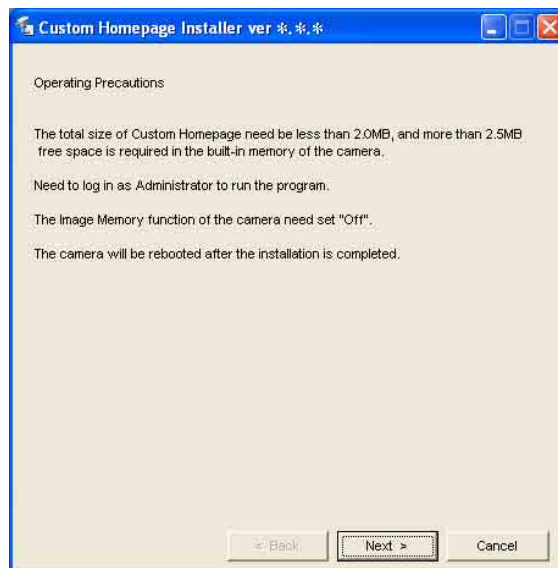 Custom Homepage Installer ver *.*.*
Operating Precautions
The total size of Custom Homepage need be less than 2.0MB, and more than 2.5MB
free space is required in the built-in memory of the camera.
Need to log in as Administrator to run the program.
The Image Memory function of the camera need set "Off".
The camera will be rebooted after the installation is completed.
< Back
Next >
Cancel